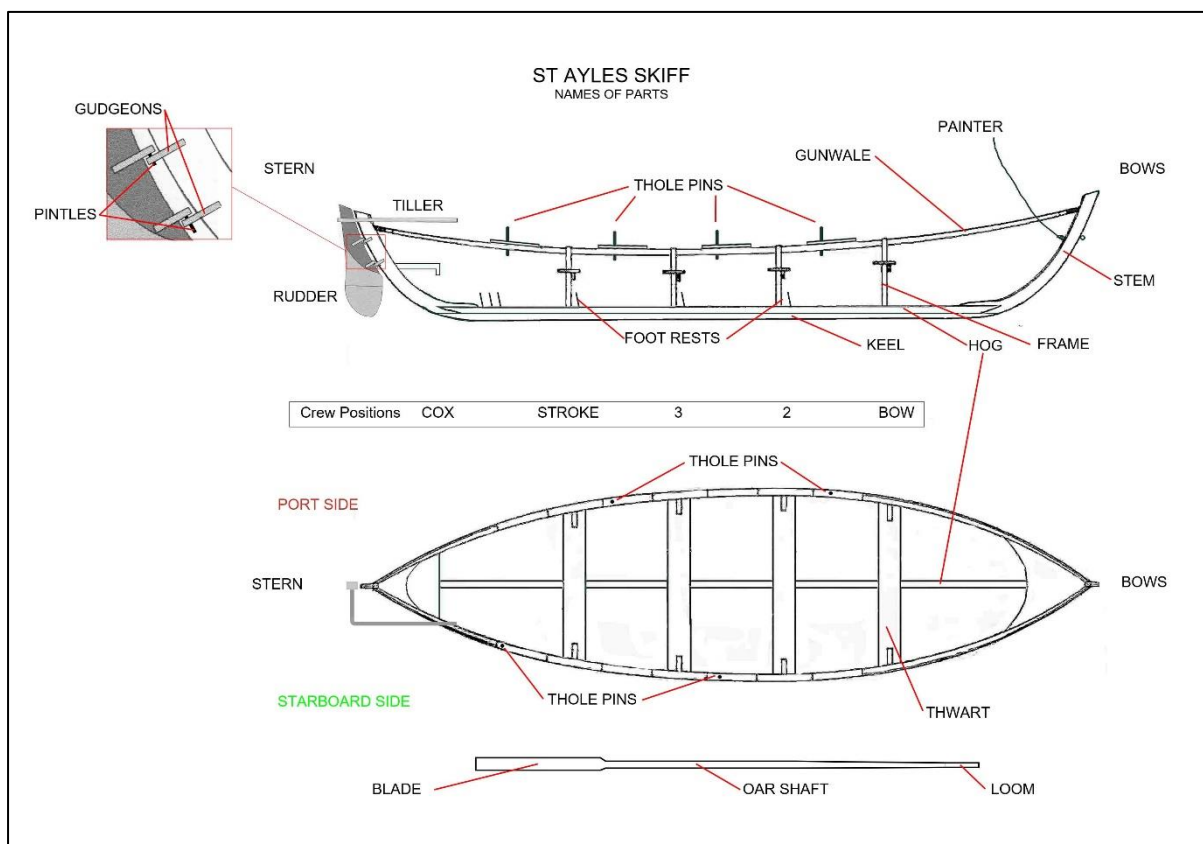 ST AYLES SKIFF
NAMES OF PARTS
GUDGEONS
PAINTER
GUNWALE
STERN
BOWS
THOLE PINS
TILLER
PINTLES
STEM
RUDDER
FOOT RESTS
KEEL
HOG
FRAME
Crew Positions COX STROKE 3 2 BOW
THOLE PINS
PORT SIDE
STERN
BOWS
THOLE PINS
STARBOARD SIDE
THWART
BLADE
OAR SHAFT
LOOM